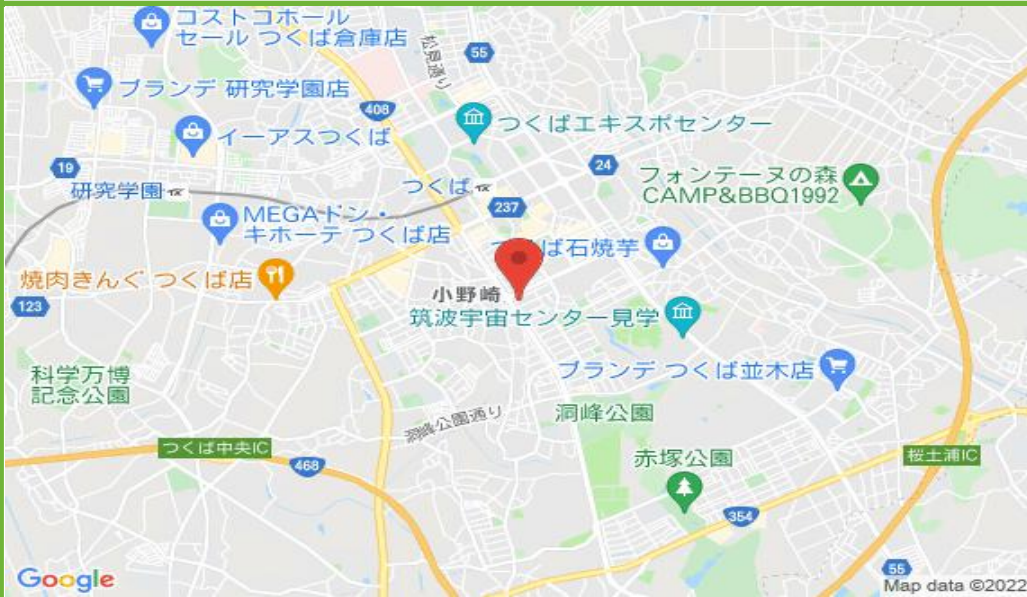 コストコホール
セール つくば倉庫店
松見通り
55
ブランデ 研究学園店
408
つくばエキスポセンター
イーアスつくば
19
24
研究学園
つくば
フォンテーヌの森
CAMP&BBQ1992
237
MEGAドン・
キホーテ つくば店
ば石焼芋
焼肉きんぐ つくば店
小野崎
123
筑波宇宙センター見学
ブランデ つくば並木店
科学万博
記念公園
洞峰公園通り
洞峰公園
つくば中央IC
468
赤塚公園
桜土浦IC
354
55
Google
Map data ©2022